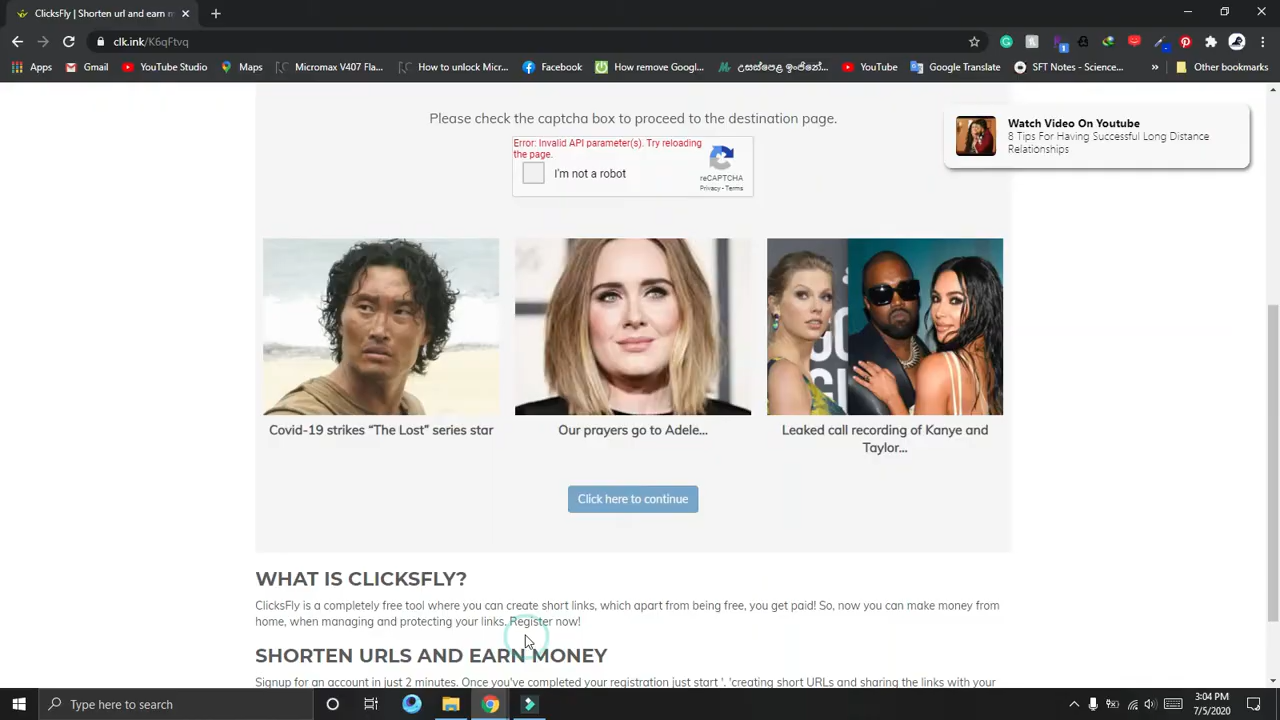 ClicksFly | Shorten url and earn m
clk.ink/K6qFtvq
Apps
Gmail
YouTube Studio
Maps
Micromax V407 Fla...
How to unlock Micr...
Facebook
How remove Googl...
උසස්පෙළ ඉංජිනේ...
YouTube
Google Translate
SFT Notes - Science...
»
Other bookmarks
Please check the captcha box to proceed to the destination page.
Error: Invalid API parameter(s). Try reloading
the page.
I'm not a robot
reCAPTCHA
Privacy - Terms
Watch Video On Youtube
8 Tips For Having Successful Long Distance
Relationships
Covid-19 strikes “The Lost” series star
Our prayers go to Adele...
Leaked call recording of Kanye and
Taylor...
Click here to continue
WHAT IS CLICKSFLY?
ClicksFly is a completely free tool where you can create short links, which apart from being free, you get paid! So, now you can make money from
home, when managing and protecting your links. Register now!
SHORTEN URLS AND EARN MONEY
Signup for an account in just 2 minutes. Once you've completed your registration just start '. 'creating short URLs and sharing the links with your
Type here to search
3:04 PM
7/5/2020